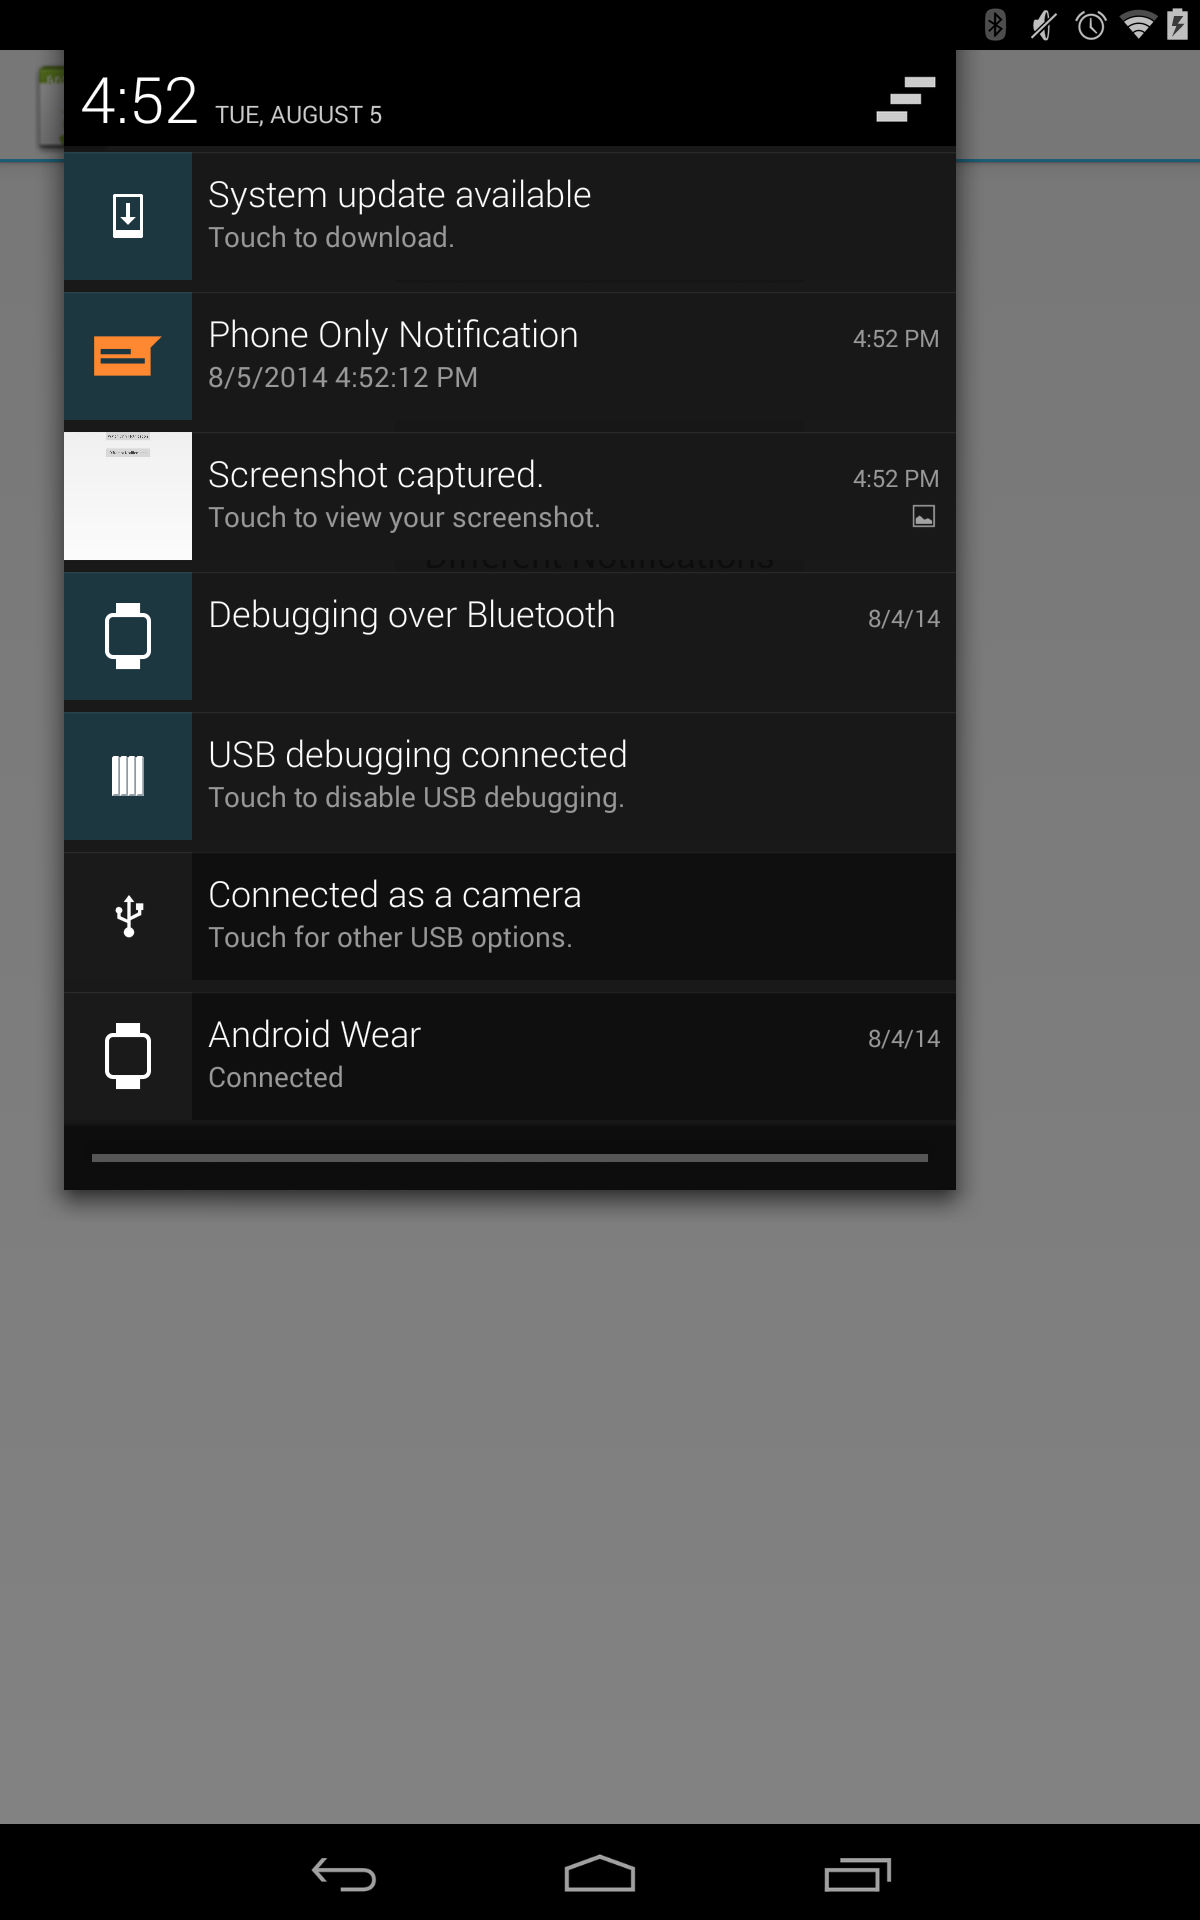 4:52 TUE, AUGUST 5
System update available
Touch to download.
Phone Only Notification 4:52 PM
8/5/2014 4:52:12 PM
Screenshot captured. 4:52 PM
Touch to view your screenshot.
Different Notifications
Debugging over Bluetooth 8/4/14
USB debugging connected
Touch to disable USB debugging.
Connected as a camera
Touch for other USB options.
Android Wear 8/4/14
Connected